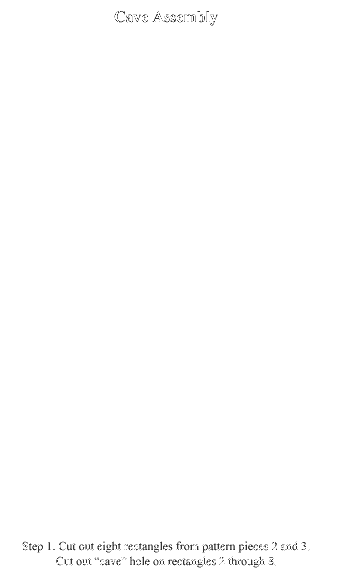 Cave Assembly
Step 1. Cut out eight rectangles from pattern pieces 2 and 3.
Cut out "cave" hole on rectangles 2 through 8.